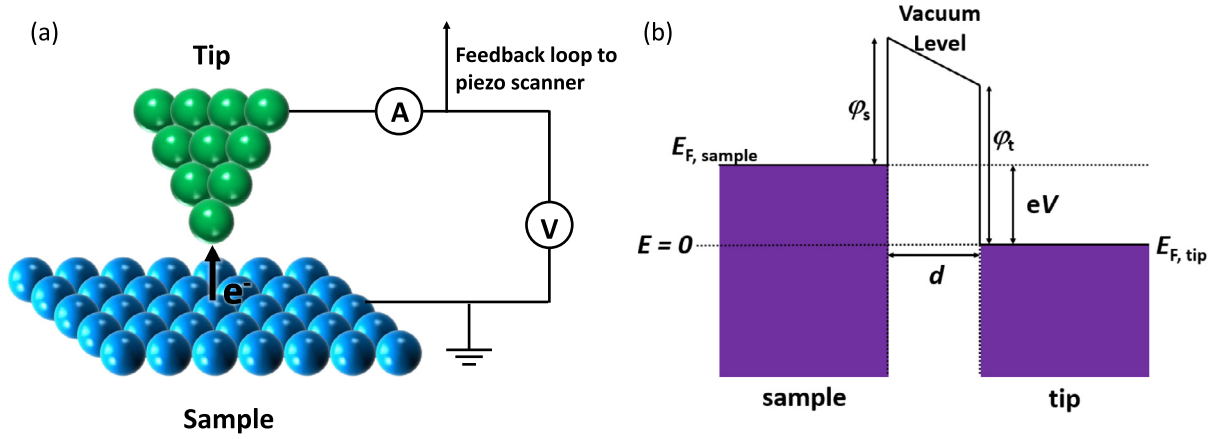 (a)
Tip
Feedback loop to
piezo scanner
A
V
e-
Sample
(b)
Vacuum
Level
φs
φt
EF, sample
eV
E = 0
EF, tip
d
sample
tip